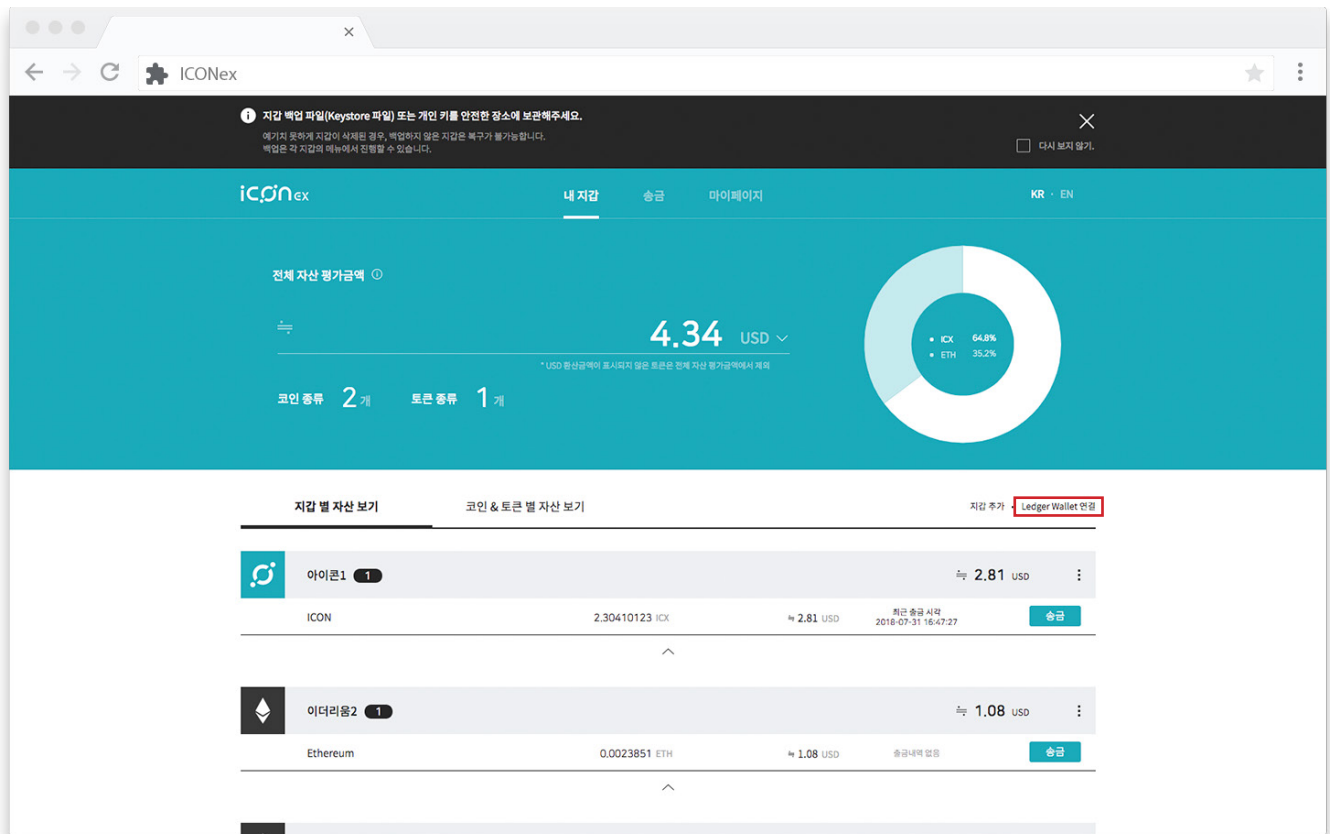 ICONex
지갑 백업 파일(Keystore 파일) 또는 개인 키를 안전한 장소에 보관해주세요.
예기치 못하게 지갑이 삭제된 경우, 백업하지 않은 지갑은 복구가 불가능합니다.
백업은 각 지갑의 메뉴에서 진행할 수 있습니다.
다시 보지 않기.
icon ex
내 지갑 송금 마이페이지 KR · EN
전체 자산 평가금액
≒ 4.34 USD
* USD 환산금액이 표시되지 않은 토큰은 전체 자산 평가금액에서 제외
코인 종류 2 개 토큰 종류 1 개
ICX 64.8%
ETH 35.2%
지갑 별 자산 보기 코인 & 토큰 별 자산 보기 지갑 추가 · Ledger Wallet 연결
아이콘1 1 ≒ 2.81 USD
ICON 2.30410123 ICX ≒ 2.81 USD 최근 출금 시각 송금
2018-07-31 16:47:27
이더리움2 1 ≒ 1.08 USD
Ethereum 0.0023851 ETH ≒ 1.08 USD 출금내역 없음 송금